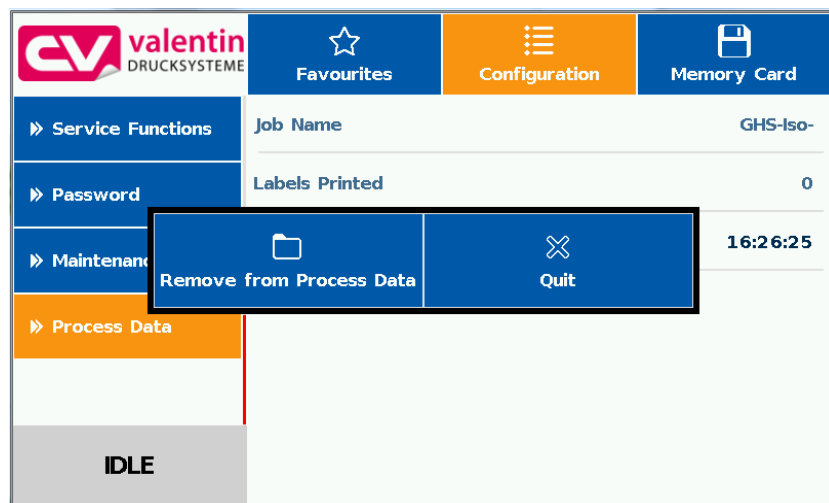 valentin
DRUCKSYSTEME
Favourites
Configuration
Memory Card
Service Functions
Job Name
GHS-Iso-
Password
Labels Printed
0
Maintenanc
16:26:25
Remove from Process Data
Quit
Process Data
IDLE